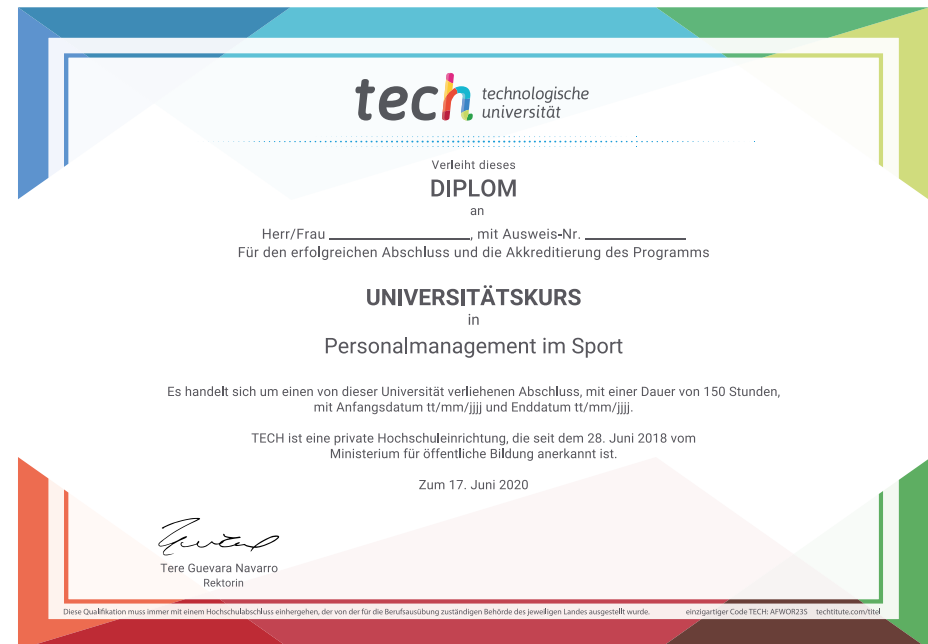 tech technologische
universität
Verleiht dieses
DIPLOM
an
Herr/Frau ____________________, mit Ausweis-Nr. ______________
Für den erfolgreichen Abschluss und die Akkreditierung des Programms
UNIVERSITÄTSKURS
in
Personalmanagement im Sport
Es handelt sich um einen von dieser Universität verliehenen Abschluss, mit einer Dauer von 150 Stunden,
mit Anfangsdatum tt/mm/jjjj und Enddatum tt/mm/jjjj.
TECH ist eine private Hochschuleinrichtung, die seit dem 28. Juni 2018 vom
Ministerium für öffentliche Bildung anerkannt ist.
Zum 17. Juni 2020
Tere Guevara Navarro
Rektorin
Diese Qualifikation muss immer mit einem Hochschulabschluss einhergehen, der von der für die Berufsausübung zuständigen Behörde des jeweiligen Landes ausgestellt wurde. einzigartiger Code TECH: AFWOR23S techtitute.com/titel